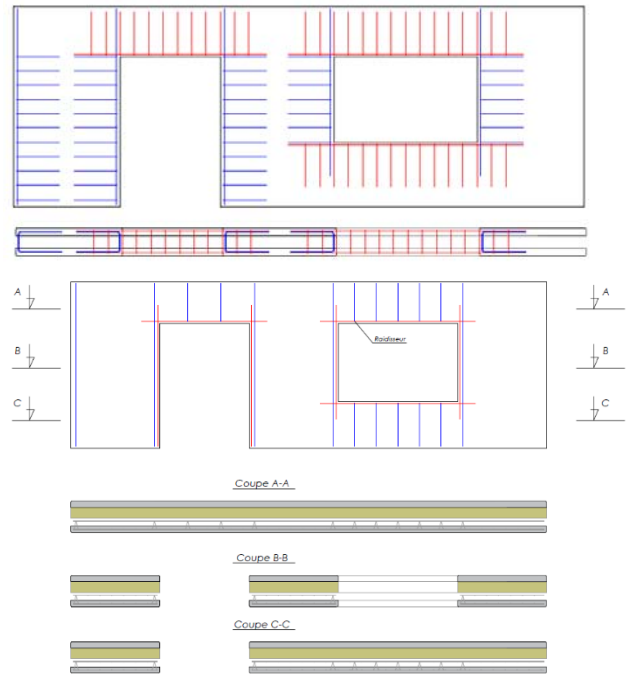 A A
Raidisseur
B B
C C
Coupe A-A
Coupe B-B
Coupe C-C